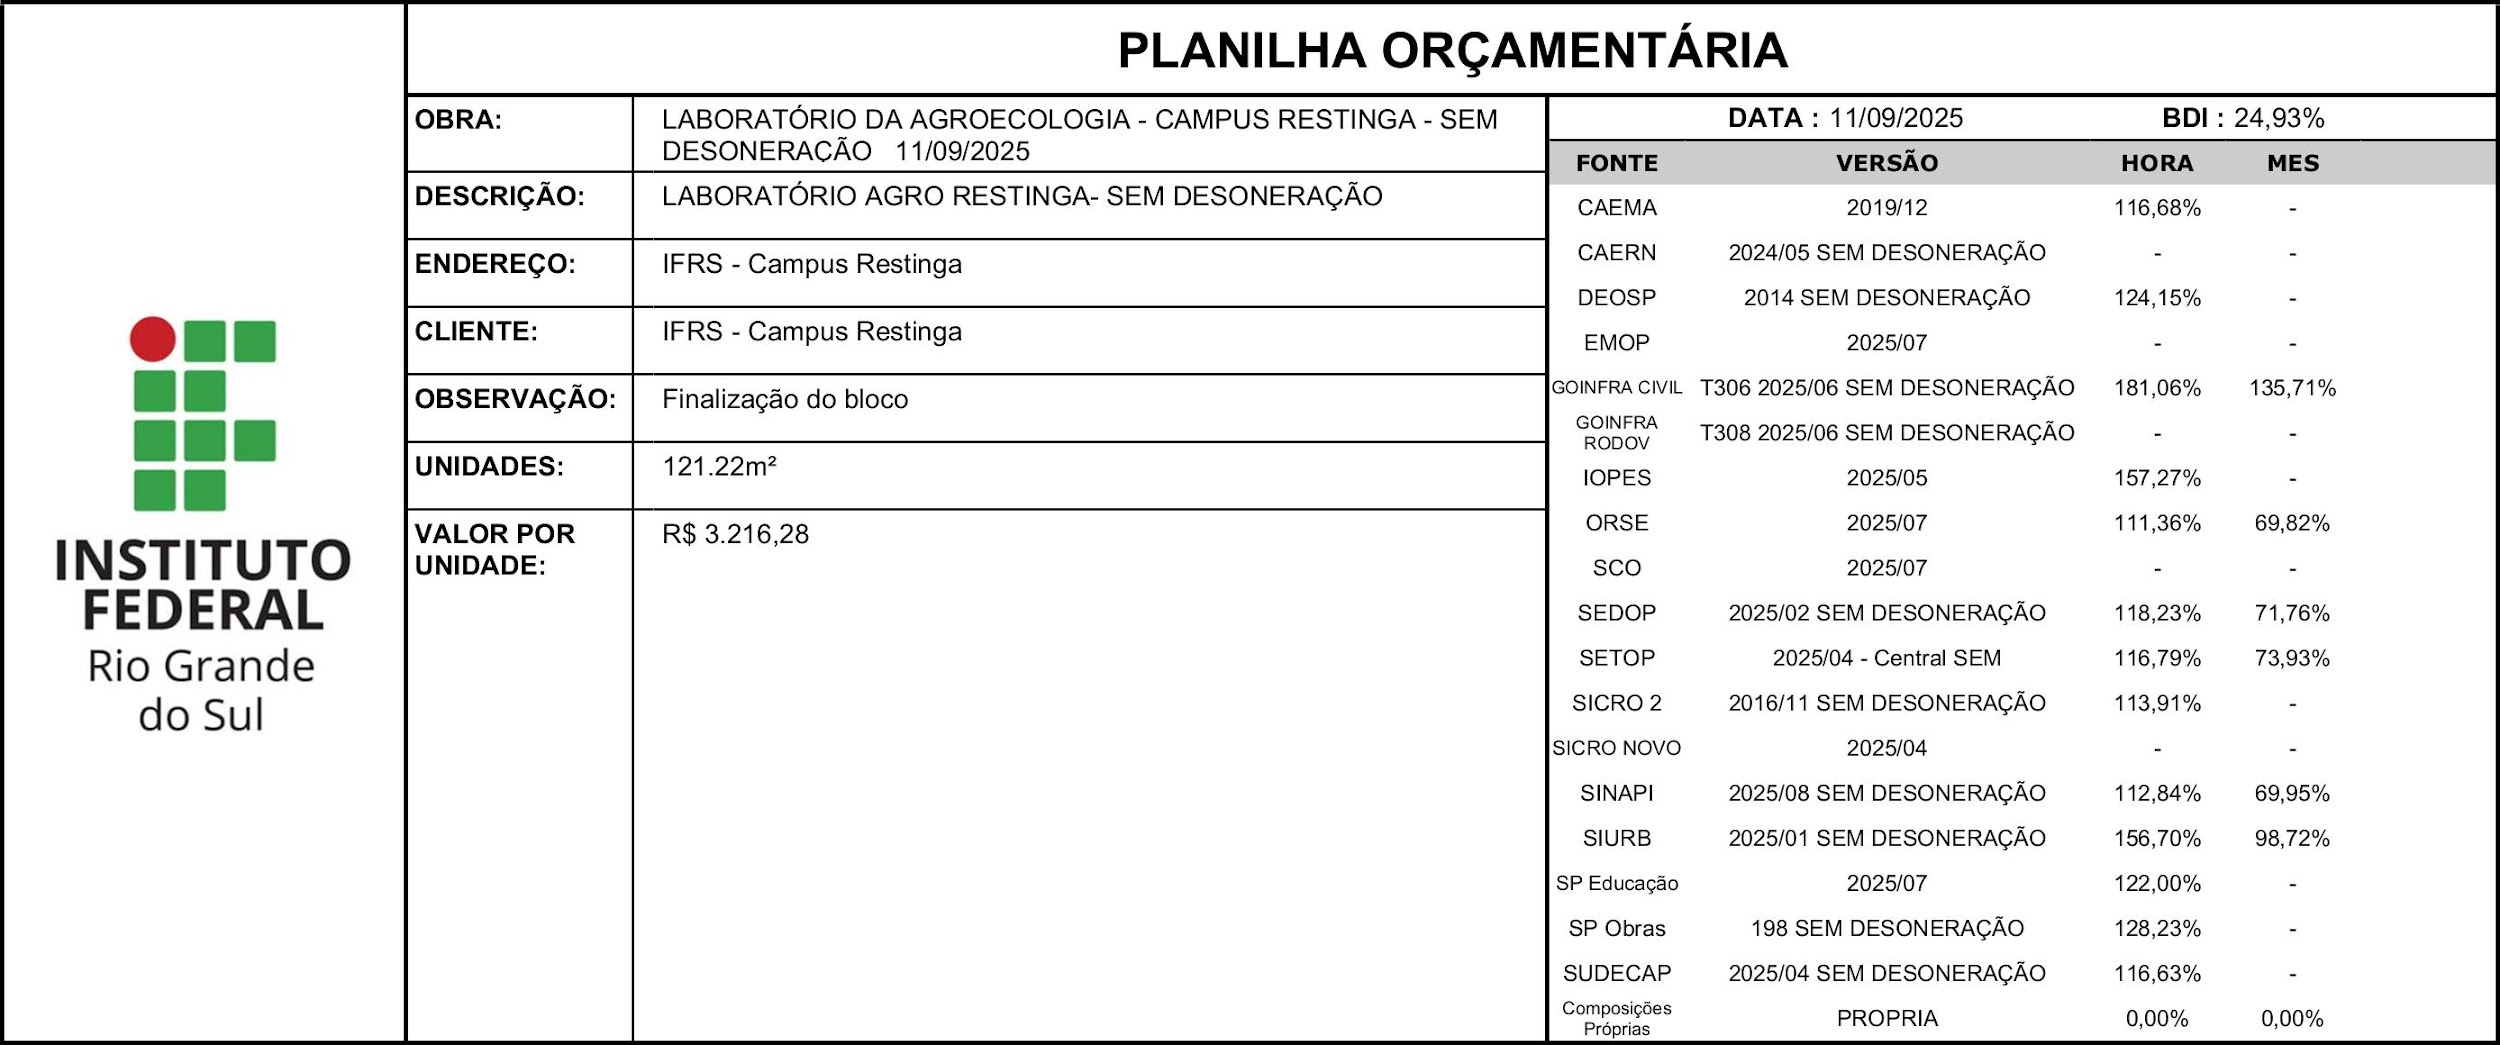 PLANILHA ORÇAMENTÁRIA
INSTITUTO
FEDERAL
Rio Grande
do Sul
OBRA:
LABORATÓRIO DA AGROECOLOGIA - CAMPUS RESTINGA - SEM
DESONERAÇÃO 11/09/2025
DESCRIÇÃO:
LABORATÓRIO AGRO RESTINGA- SEM DESONERAÇÃO
ENDEREÇO:
IFRS - Campus Restinga
CLIENTE:
IFRS - Campus Restinga
OBSERVAÇÃO:
Finalização do bloco
UNIDADES:
121.22m²
VALOR POR
UNIDADE:
R$ 3.216,28
DATA : 11/09/2025 BDI : 24,93%
FONTE VERSÃO HORA MES
CAEMA 2019/12 116,68% -
CAERN 2024/05 SEM DESONERAÇÃO - -
DEOSP 2014 SEM DESONERAÇÃO 124,15% -
EMOP 2025/07 - -
GOINFRA CIVIL T306 2025/06 SEM DESONERAÇÃO 181,06% 135,71%
GOINFRA
RODOV T308 2025/06 SEM DESONERAÇÃO - -
IOPES 2025/05 157,27% -
ORSE 2025/07 111,36% 69,82%
SCO 2025/07 - -
SEDOP 2025/02 SEM DESONERAÇÃO 118,23% 71,76%
SETOP 2025/04 - Central SEM 116,79% 73,93%
SICRO 2 2016/11 SEM DESONERAÇÃO 113,91% -
SICRO NOVO 2025/04 - -
SINAPI 2025/08 SEM DESONERAÇÃO 112,84% 69,95%
SIURB 2025/01 SEM DESONERAÇÃO 156,70% 98,72%
SP Educação 2025/07 122,00% -
SP Obras 198 SEM DESONERAÇÃO 128,23% -
SUDECAP 2025/04 SEM DESONERAÇÃO 116,63% -
Composições
Próprias PROPRIA 0,00% 0,00%